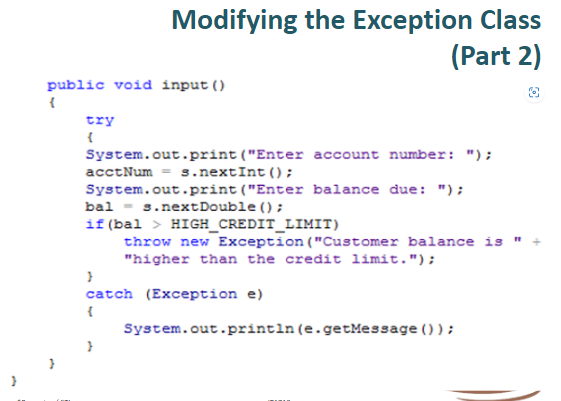 Modifying the Exception Class
(Part 2)
public void input()
{
try
{
System.out.print("Enter account number: ");
acctNum = s.nextInt();
System.out.print("Enter balance due: ");
bal = s.nextDouble();
if(bal > HIGH_CREDIT_LIMIT)
throw new Exception("Customer balance is " +
"higher than the credit limit.");
}
catch (Exception e)
{
System.out.println(e.getMessage());
}
}
}